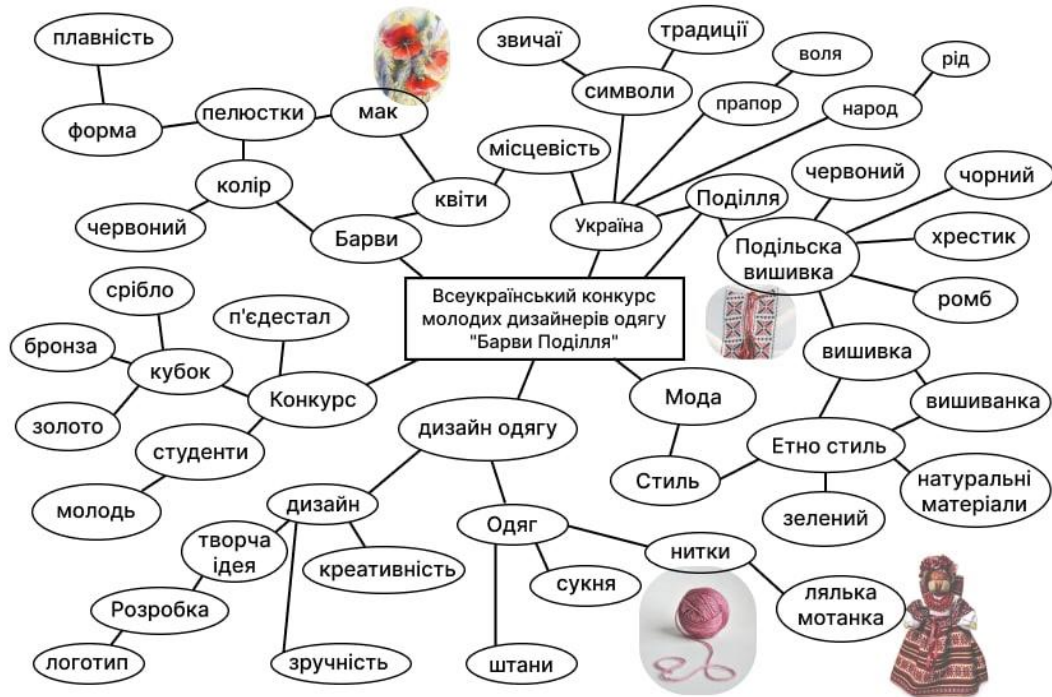 плавність
форма
пелюстки
мак
колір
червоний
Барви
квіти
місцевість
звичаї
традиції
символи
воля
прапор
рід
народ
Україна
Поділля
червоний
чорний
Подільска
вишивка
хрестик
ромб
Всеукраїнський конкурс
молодих дизайнерів одягу
"Барви Поділля"
срібло
п'єдестал
бронза
кубок
золото
Конкурс
студенти
молодь
дизайн одягу
Мода
Стиль
вишивка
вишиванка
Етно стиль
натуральні
матеріали
зелений
дизайн
творча
ідея
креативність
Розробка
логотип
зручність
Одяг
сукня
штани
нитки
лялька
мотанка